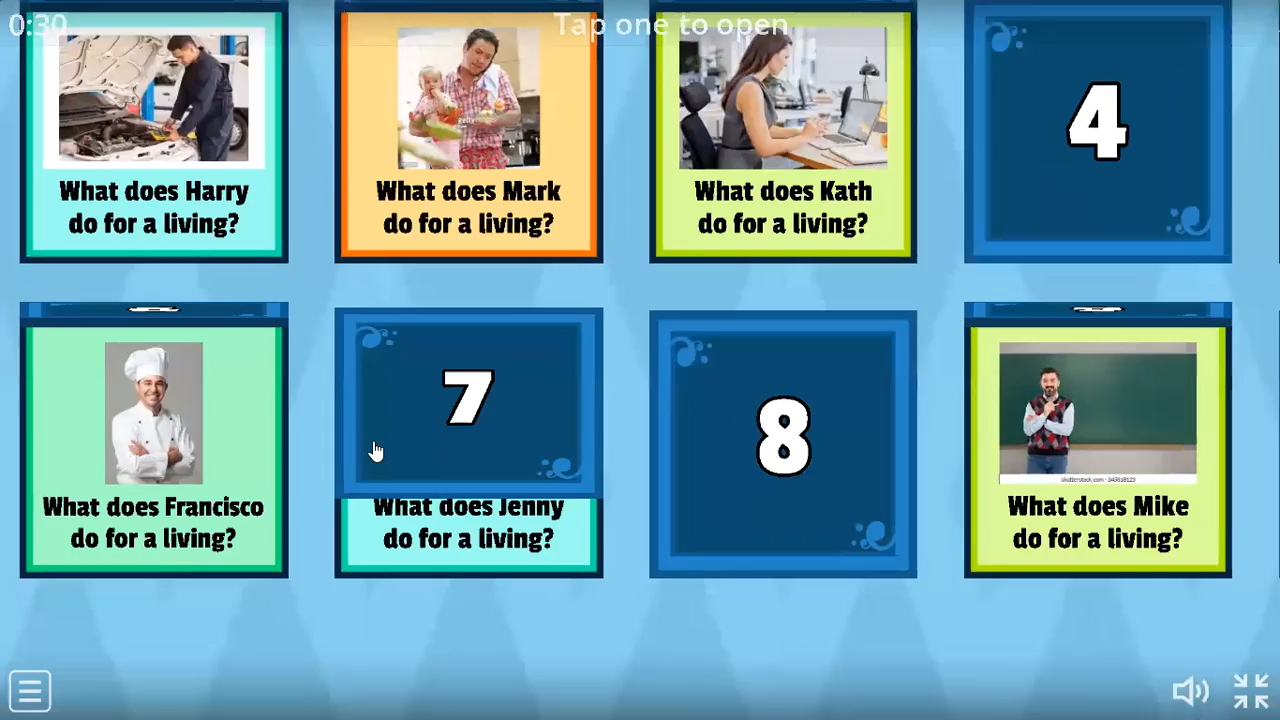 0:30
Tap one to open
What does Harry
do for a living?
What does Mark
do for a living?
What does Kath
do for a living?
4
What does Francisco
do for a living?
7
What does Jenny
do for a living?
8
What does Mike
do for a living?